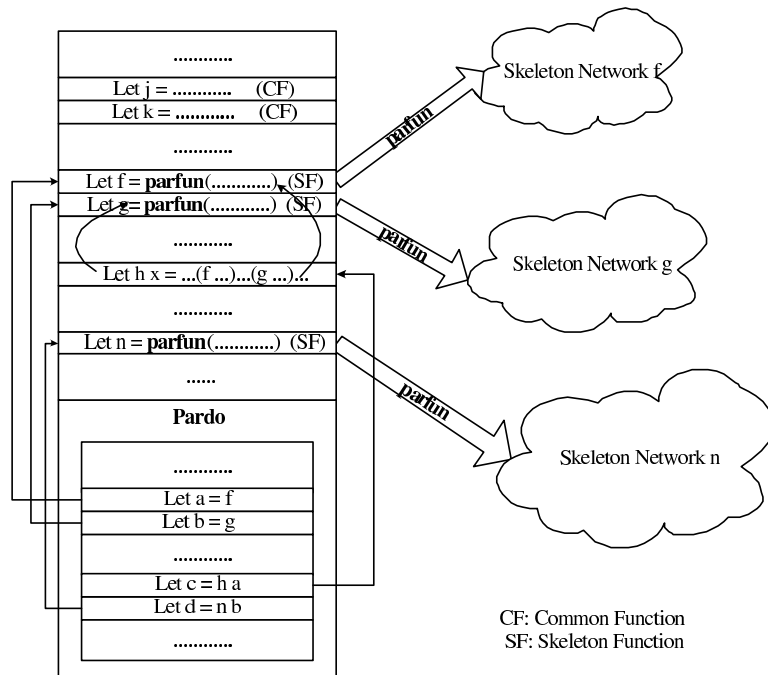 ............
Let j = ............ (CF)
Let k = ............ (CF)
............
Let f = parfun(............) (SF)
Let g= parfun(............) (SF)
............
Let h x = ...(f ...)...(g ...)...
............
Let n = parfun(............) (SF)
......
Pardo
............
Let a = f
Let b = g
............
Let c = h a
Let d = n b
............
parfun
Skeleton Network f
parfun
Skeleton Network g
parfun
Skeleton Network n
CF: Common Function
SF: Skeleton Function